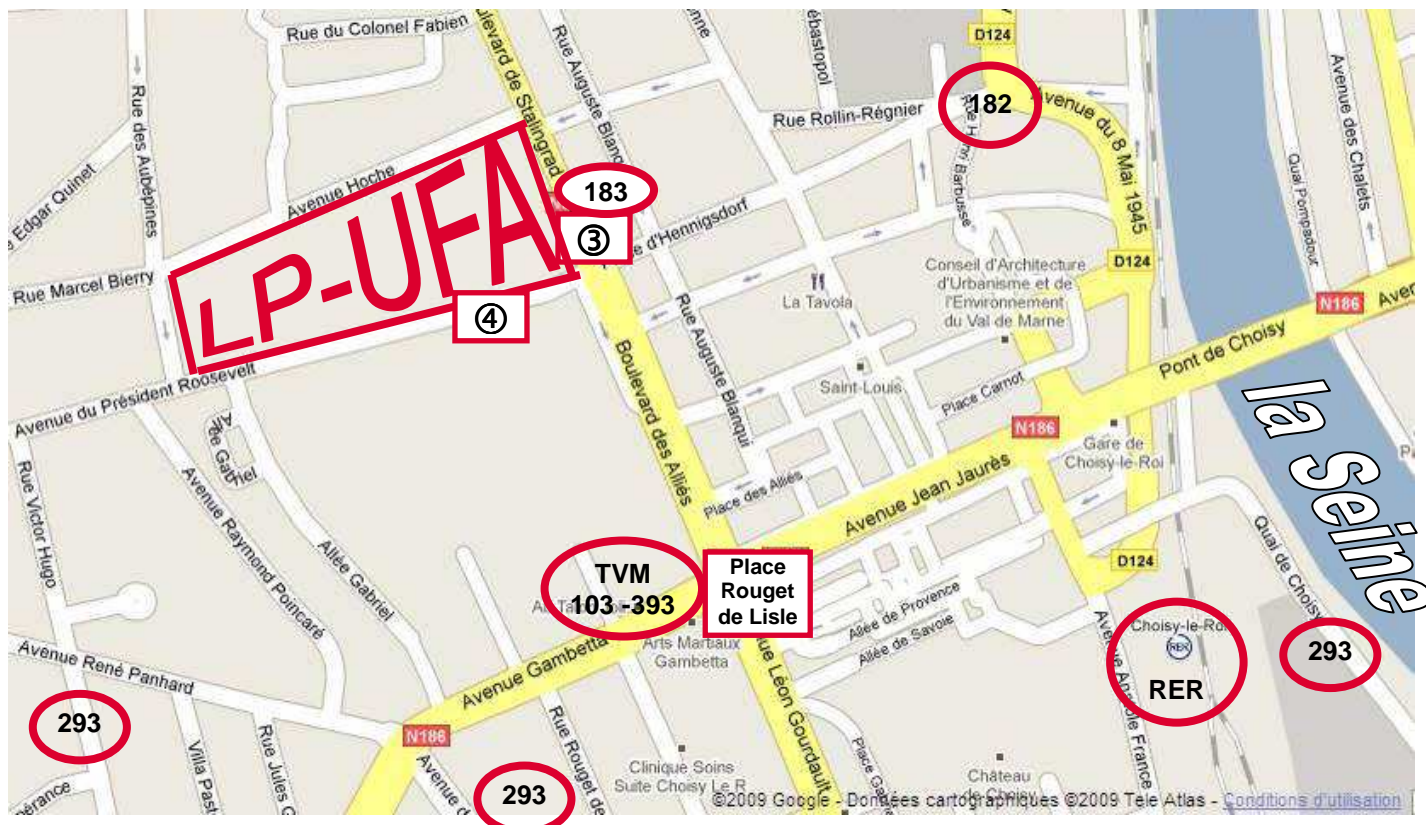 Rue du Colonel Fabien
Boulevard de Stalingrad
Rue Auguste Blanqui
D124
182
Rue Rollin-Régnier
Rue Henri Barbusse
Avenue du 8 Mai 1945
Avenue des Chalets
Quai Pompadour
Rue des Aubépines
Edgar Quinet
Avenue Hoche
LP-UFA
183
③
d'Hennigsdorf
Rue Marcel Bierry
④
La Tavola
Conseil d'Architecture
d'Urbanisme et de
l'Environnement
du Val de Marne
D124
N186
Pont de Choisy
la Seine
Avenue du Président Roosevelt
Boulevard des Alliés
Rue Auguste Blanqui
Saint-Louis
Place Carnot
N186
Gare de
Choisy-le-Roi
Allée Gabriel
Rue Victor Hugo
Avenue Raymond Poincaré
Allée Gabriel
Place des Alliés
Avenue Jean Jaurès
TVM
103 -393
Place
Rouget
de Lisle
Arts Martiaux
Gambetta
Allée de Provence
Allée de Savoie
D124
Quai de Choisy
Choisy-le-Roi
RER
RER
293
Avenue René Panhard
Avenue Gambetta
N186
293
Rue Jules
Rue Rouget de
293
Clinique Soins
Suite Choisy Le R
Léon Gourdault
Avenue Anatole France
Château
de Choisy
©2009 Google - Données cartographiques ©2009 Tele Atlas - Conditions d'utilisation